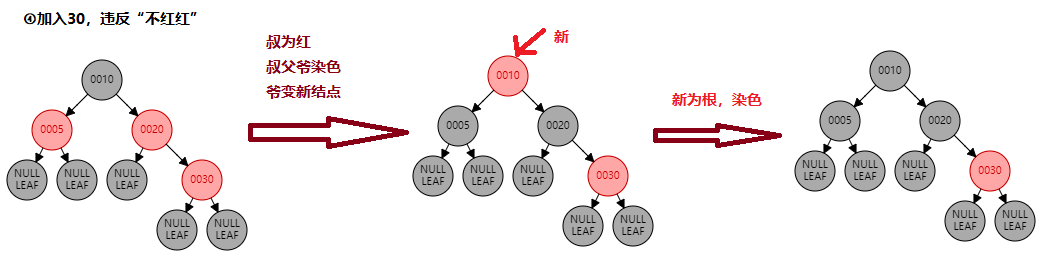 ④加入30，违反“不红红”
0010
0005
0020
NULL
LEAF
NULL
LEAF
NULL
LEAF
0030
NULL
LEAF
NULL
LEAF
叔为红
叔父爷染色
爷变新结点
新
0010
0005
0020
NULL
LEAF
NULL
LEAF
NULL
LEAF
0030
NULL
LEAF
NULL
LEAF
新为根，染色
0010
0005
0020
NULL
LEAF
NULL
LEAF
NULL
LEAF
0030
NULL
LEAF
NULL
LEAF